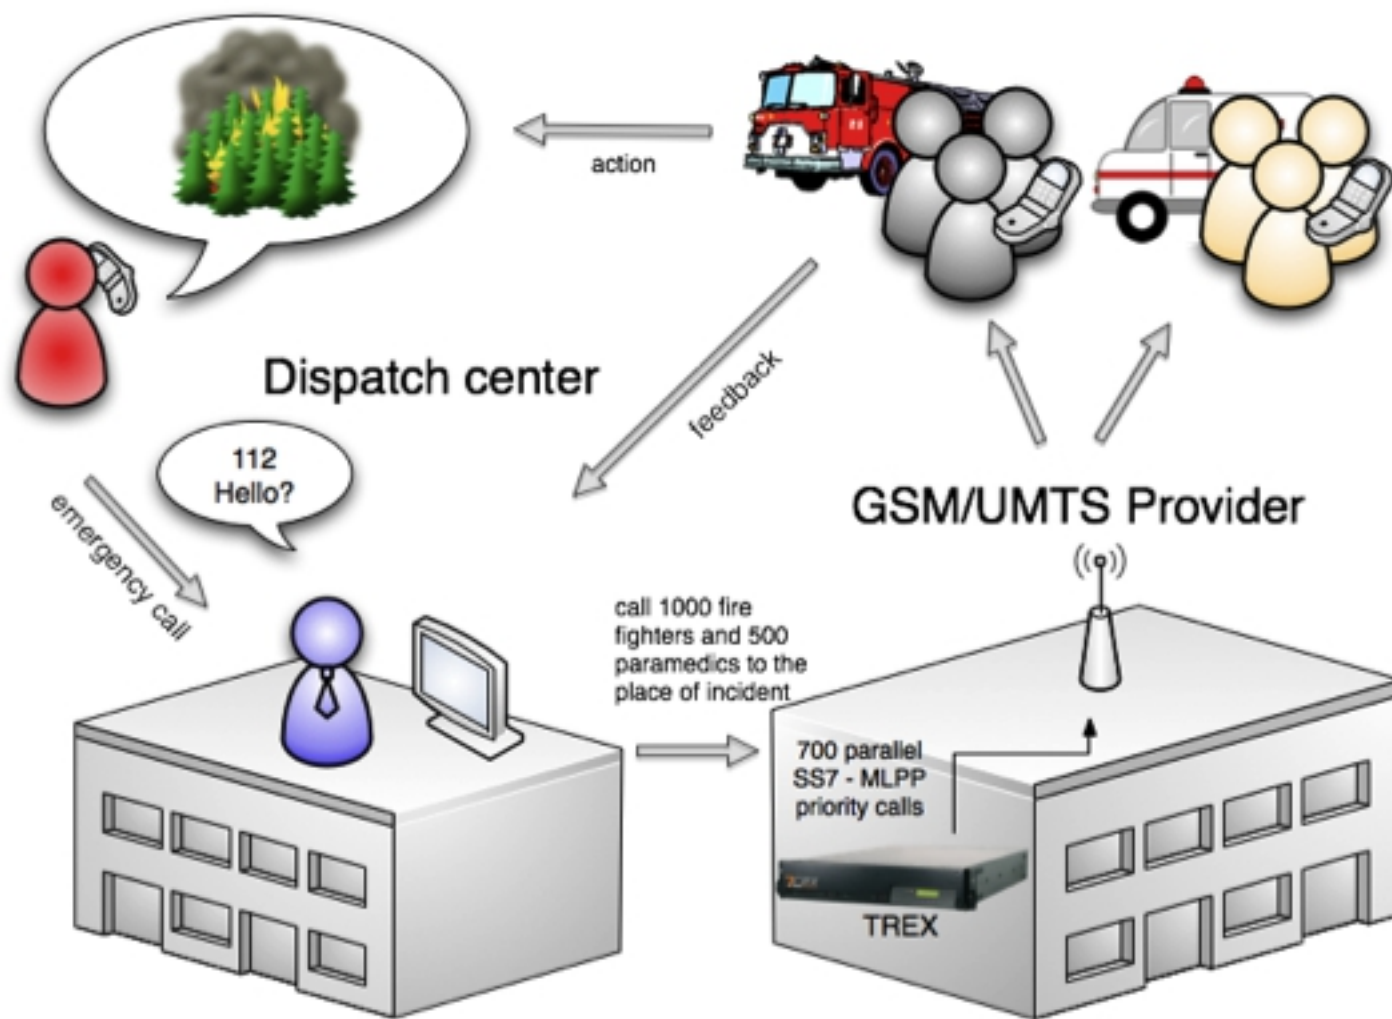 action
Dispatch center
feedback
112
Hello?
emergency call
GSM/UMTS Provider
call 1000 fire
fighters and 500
paramedics to the
place of incident
700 parallel
SS7 - MLPP
priority calls
TREX